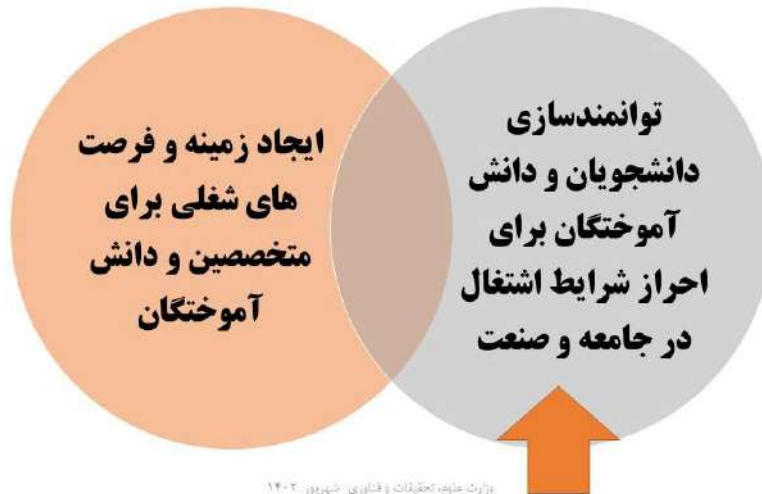 توانمندسازی
دانشجویان و دانش
آموختگان برای
احراز شرایط اشتغال
در جامعه و صنعت
ایجاد زمینه و فرصت
های شغلی برای
متخصصین و دانش
آموختگان
وزارت علوم، تحقیقات و فناوری شهریور ۱۴۰۲